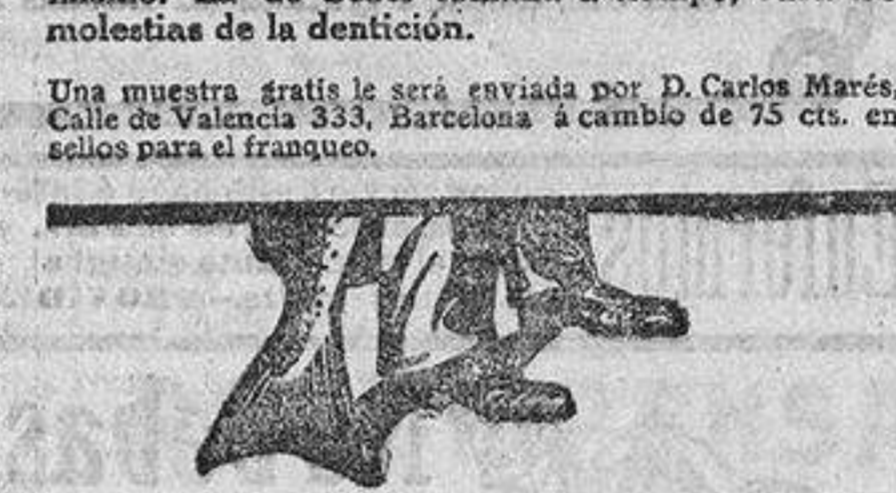 molestias de la dentición.
Una muestra gratis le será enviada por D. Carlos Marés,
Calle de Valencia 333, Barcelona á cambio de 75 cts. en
sellos para el franqueo.